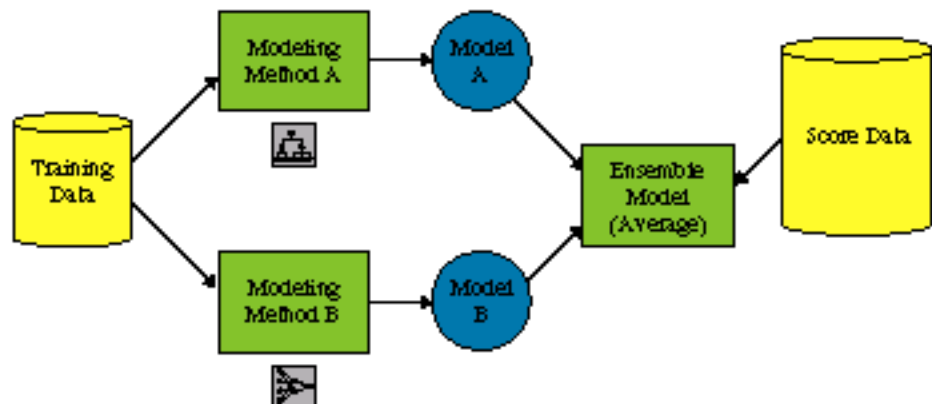 Modeling
Method A
Model
A
Training
Data
Score Data
Ensemble
Model
(Average)
Modeling
Method B
Model
B